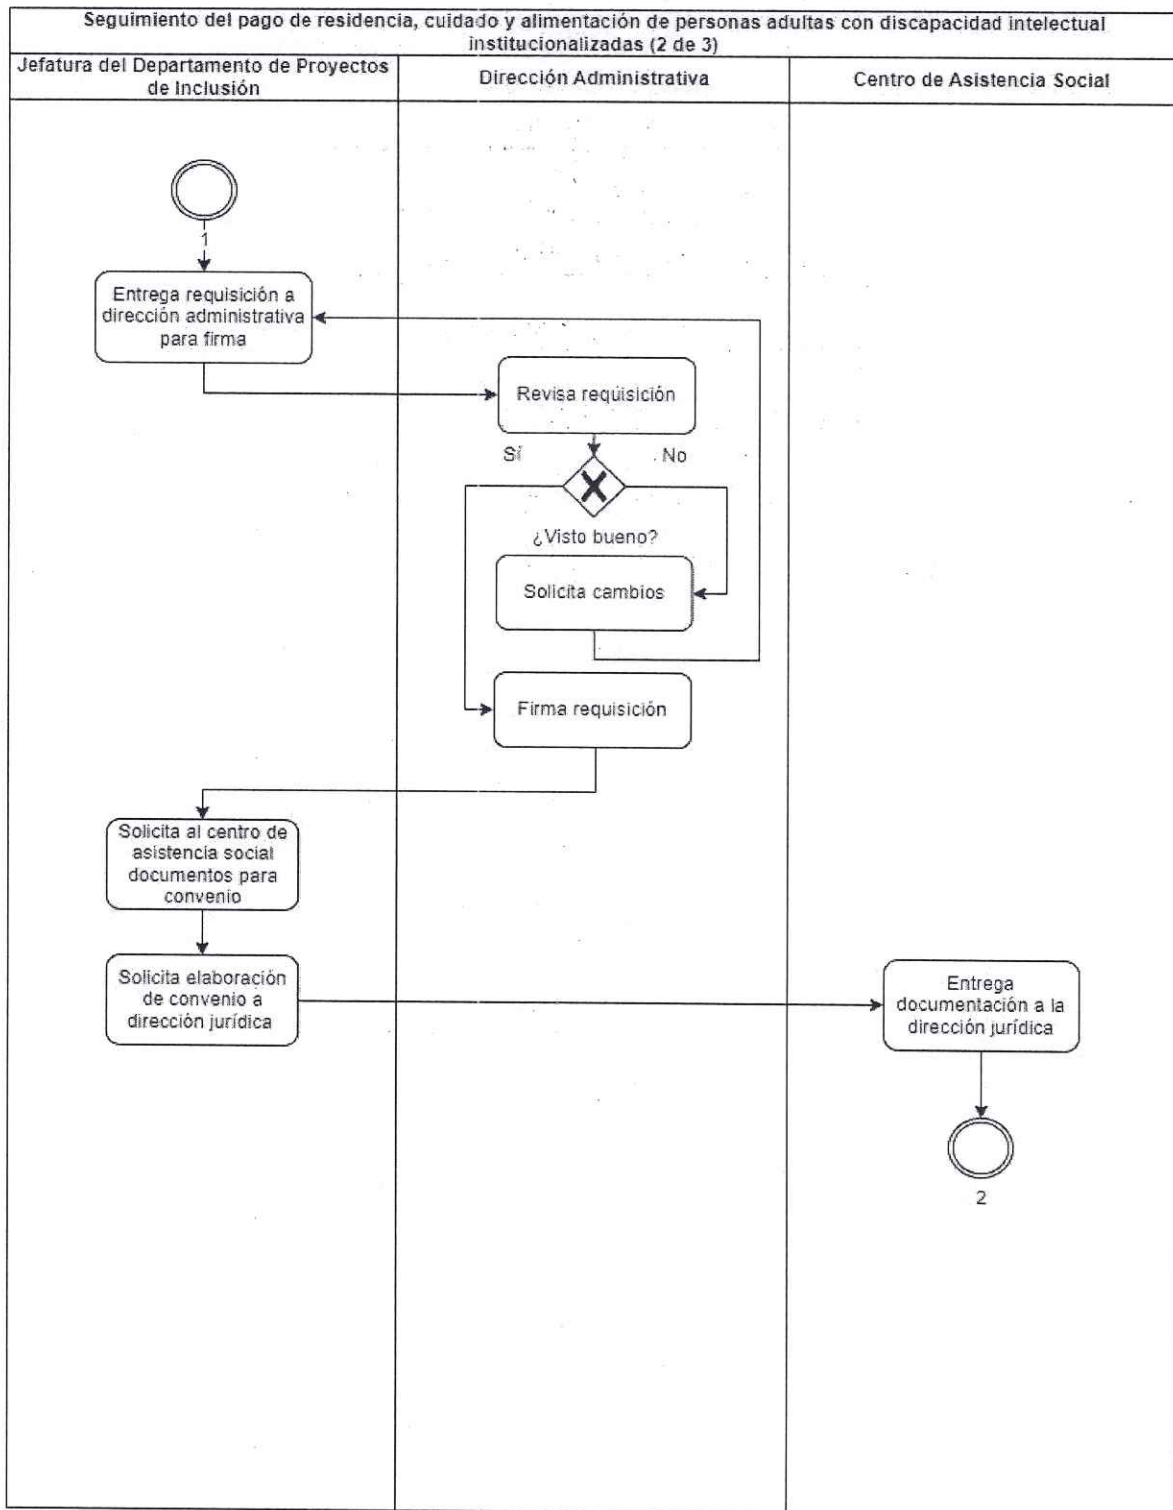 Seguimiento del pago de residencia, cuidado y alimentación de personas adultas con discapacidad intelectual
institucionalizadas (2 de 3)
Jefatura del Departamento de Proyectos
de Inclusión
Dirección Administrativa
Centro de Asistencia Social
1
Entrega requisición a
dirección administrativa
para firma
Revisa requisición
Sí
No
¿Visto bueno?
Solicita cambios
Firma requisición
Solicita al centro de
asistencia social
documentos para
convenio
Solicita elaboración
de convenio a
dirección jurídica
Entrega
documentación a la
dirección jurídica
2